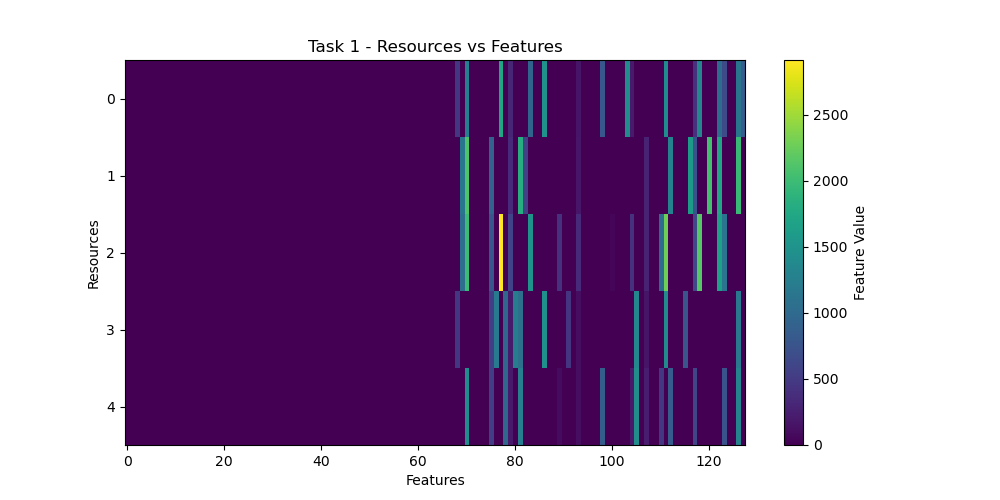 Task 1 - Resources vs Features
Resources
0
1
2
3
4
0 20 40 60 80 100 120
Features
2500
2000
1500
1000
500
0
Feature Value